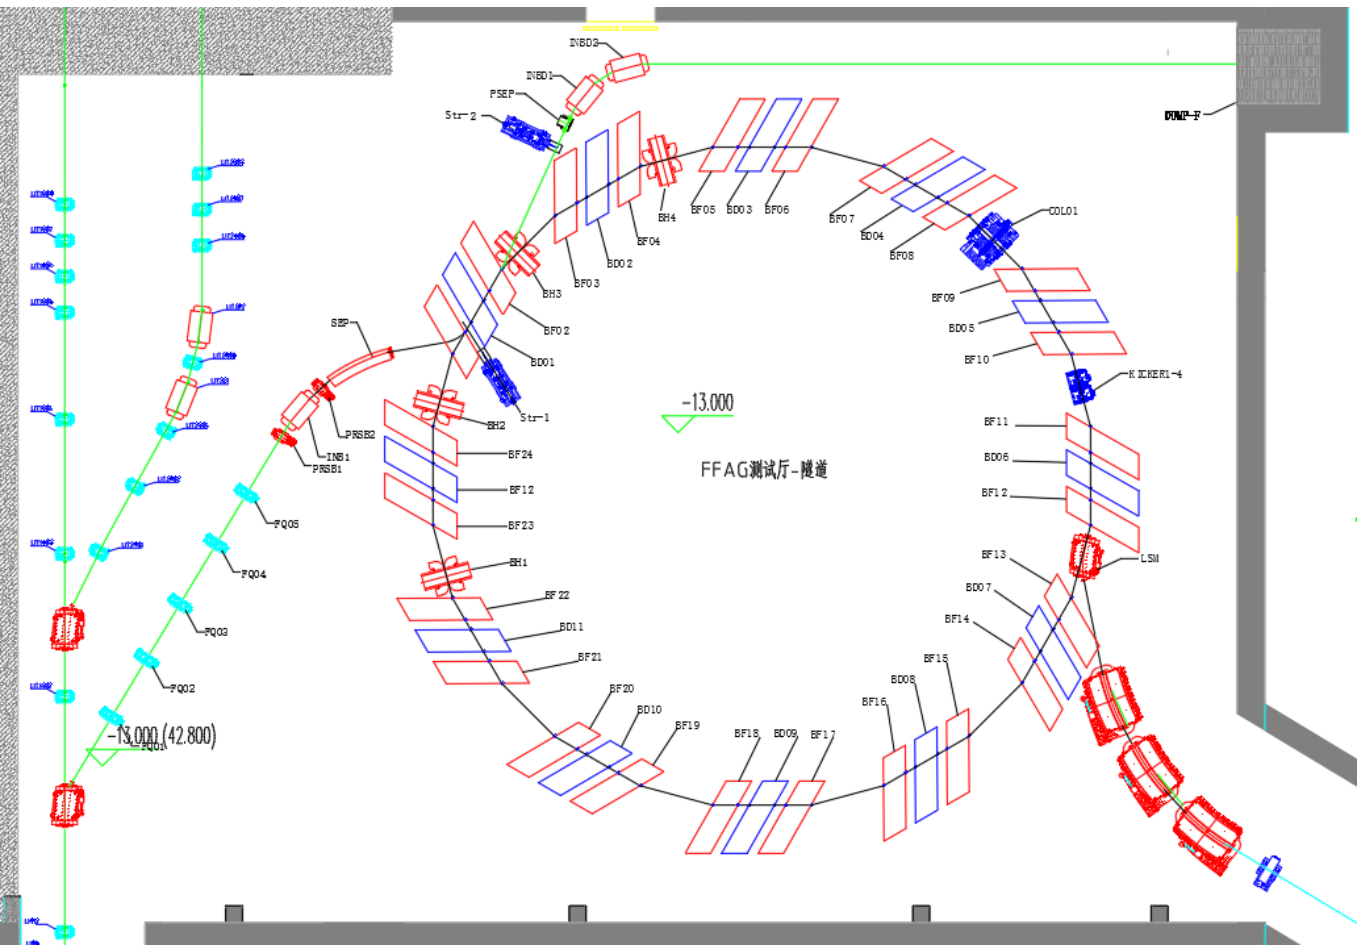 INBD2
INBD1
PSEP
Str-2
DUMP-F
BH4
BF05
BD03
BF06
BF07
BD04
BF08
COL01
BF04
BD02
BF03
BH3
BF02
BD01
Str-1
SEP
BF09
BD05
BF10
KICKER1-4
-13.000
FFAG测试厅-隧道
BH2
PRSB2
INB1
PRSB1
BF24
BF12
BF23
BF11
BD06
BF12
FQ05
FQ04
FQ03
FQ02
FQ01
-13.000(42.800)
BH1
BF22
BD11
BF21
BF13
BD07
BF14
LSM
BF20
BD10
BF19
BF18
BD09
BF17
BF16
BD08
BF15